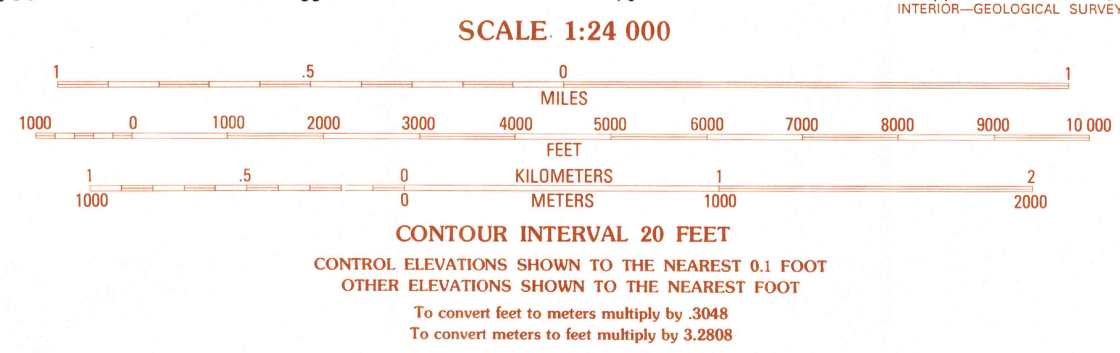 INTERIOR—GEOLOGICAL SURVEY
SCALE 1:24 000
1 .5 0 1
MILES
1000 0 1000 2000 3000 4000 5000 6000 7000 8000 9000 10 000
FEET
1 .5 0 KILOMETERS 1 2
1000 0 METERS 1000 2000
CONTOUR INTERVAL 20 FEET
CONTROL ELEVATIONS SHOWN TO THE NEAREST 0.1 FOOT
OTHER ELEVATIONS SHOWN TO THE NEAREST FOOT
To convert feet to meters multiply by .3048
To convert meters to feet multiply by 3.2808